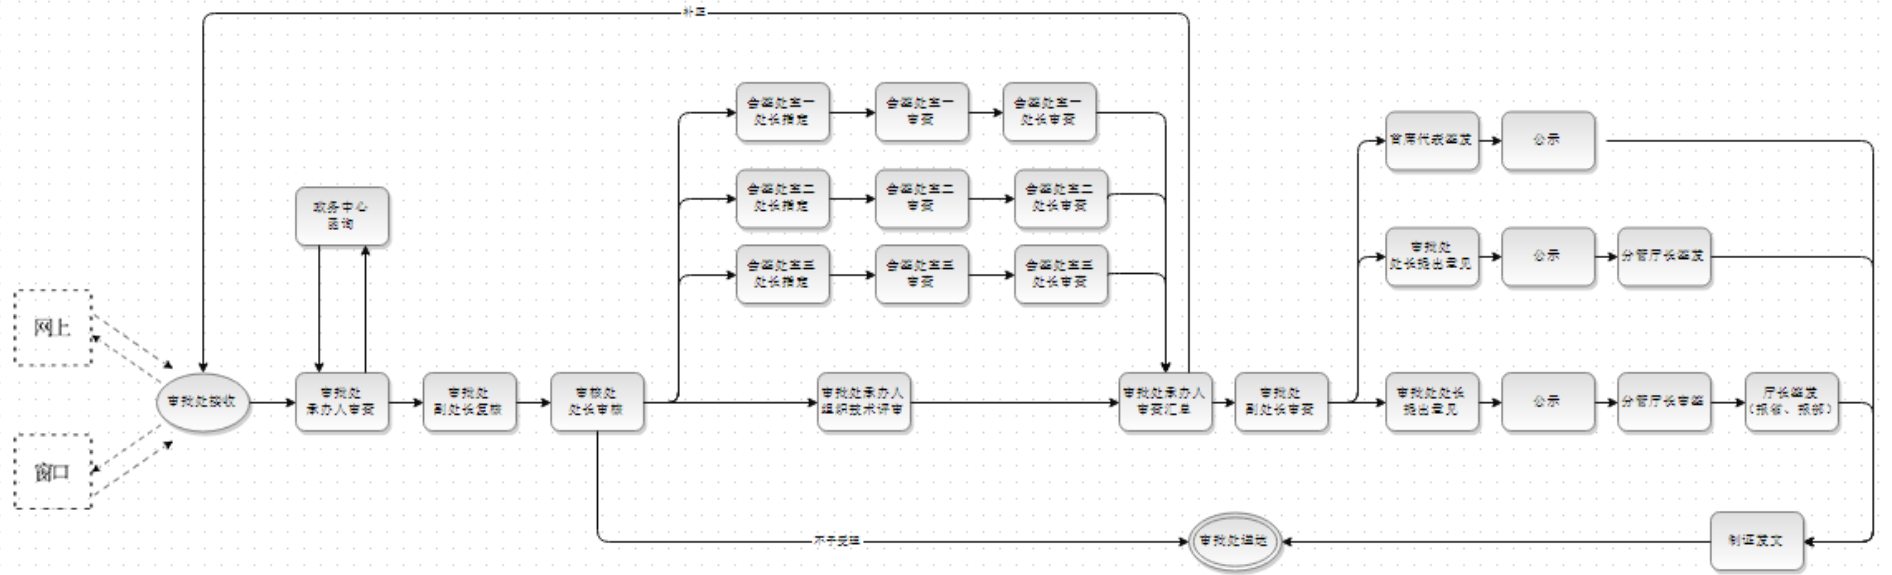 补正
会签处室一
处长指定
会签处室一
审查
会签处室一
处长审查
首席代表签发
公示
会签处室二
处长指定
会签处室二
审查
会签处室二
处长审查
政务中心
函询
审批处
处长提出意见
公示
分管厅长签发
会签处室三
处长指定
会签处室三
审查
会签处室三
处长审查
网上
审批处接收
审批处
承办人审查
审批处
副处长复核
审核处
处长审核
审批处承办人
组织技术评审
审批处承办人
审查汇单
审批处
副处长审查
审批处处长
提出意见
公示
分管厅长审签
厅长签发
（报省、报部）
窗口
不予受理
审批处办结
制证发文